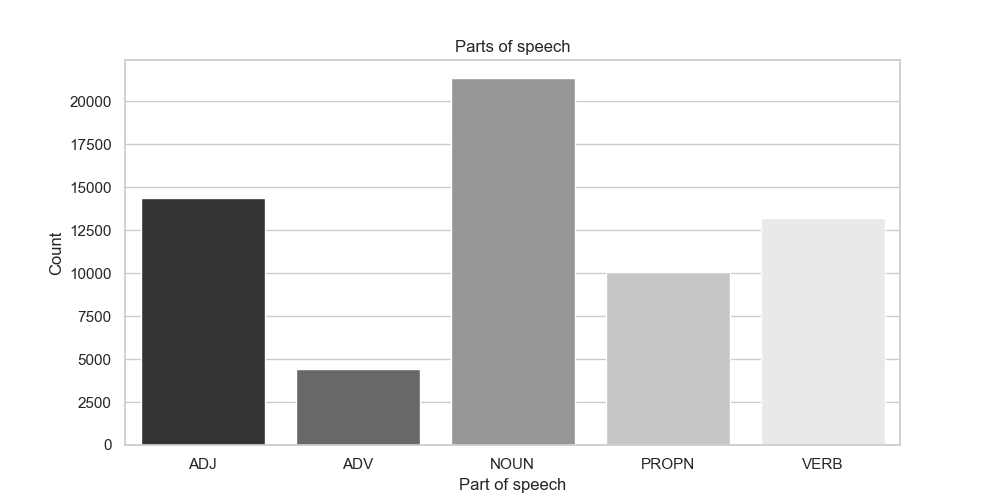 Parts of speech
20000
17500
15000
12500
10000
7500
5000
2500
0
Count
ADJ ADV NOUN PROPN VERB
Part of speech